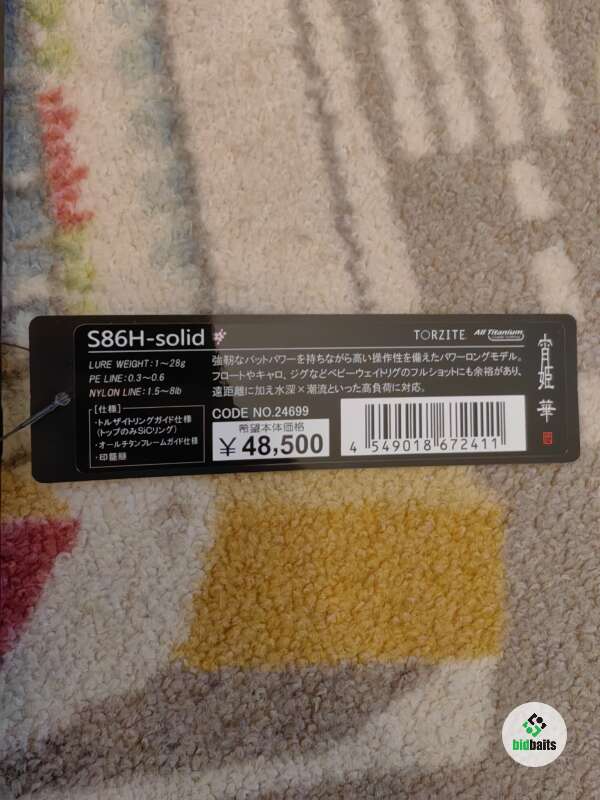 S86H-solid
LURE WEIGHT:1〜28g
PE LINE:0.3〜0.6
NYLON LINE:1.5〜8lb
[仕様]
・トルザイトリングガイド仕様
(トップのみSiCリング)
・オールチタンフレームガイド仕様
・印籠継
TORZITE
All Titanium
強靭なバットパワーを持ちながら高い操作性を備えたパワーロングモデル。
フロートやキャロ、ジグなどベビーウェイトリグのフルショットにも余裕があり、
遠距離に加え水深×潮流といった高負荷に対応。
CODE NO.24699
希望本体価格
¥48,500
4 549018 672411
宵姫 華
bidbaits